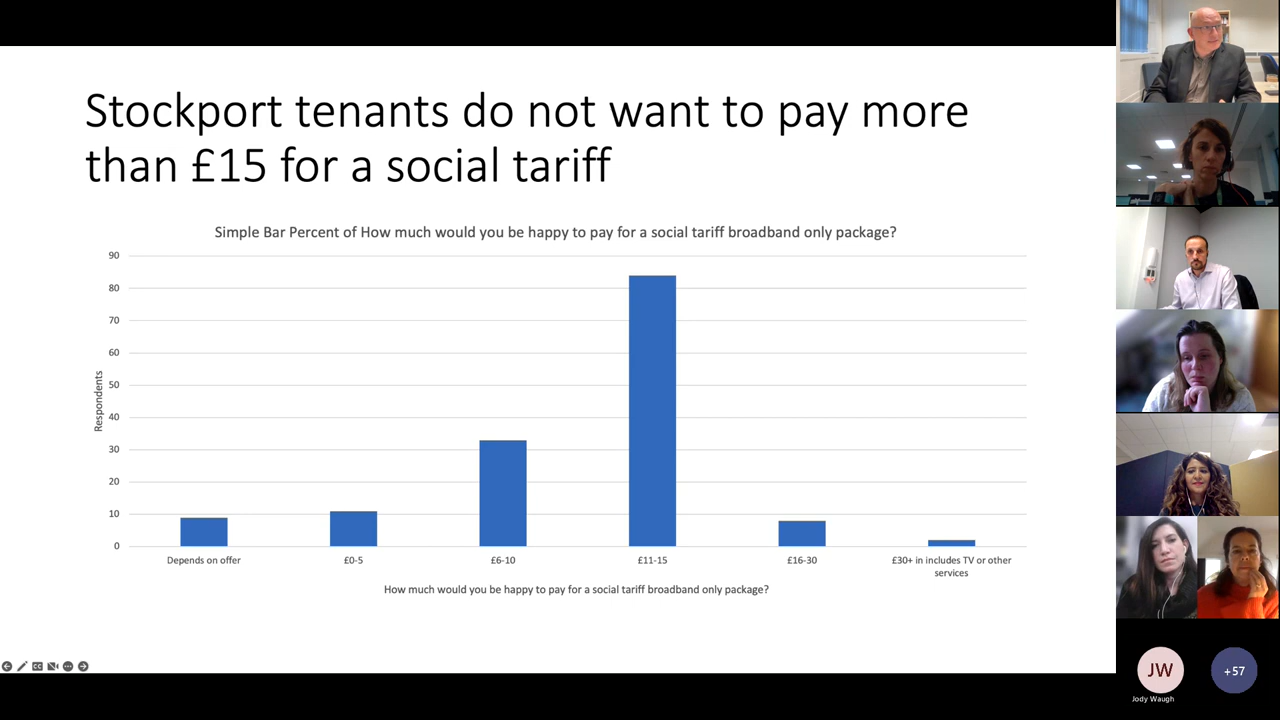 Stockport tenants do not want to pay more
than £15 for a social tariff
Simple Bar Percent of How much would you be happy to pay for a social tariff broadband only package?
90
80
70
60
50
40
30
20
10
0
Respondents
Depends on offer
£0-5
£6-10
£11-15
£16-30
£30+ in includes TV or other
services
How much would you be happy to pay for a social tariff broadband only package?
JW
Jody Waugh
+57